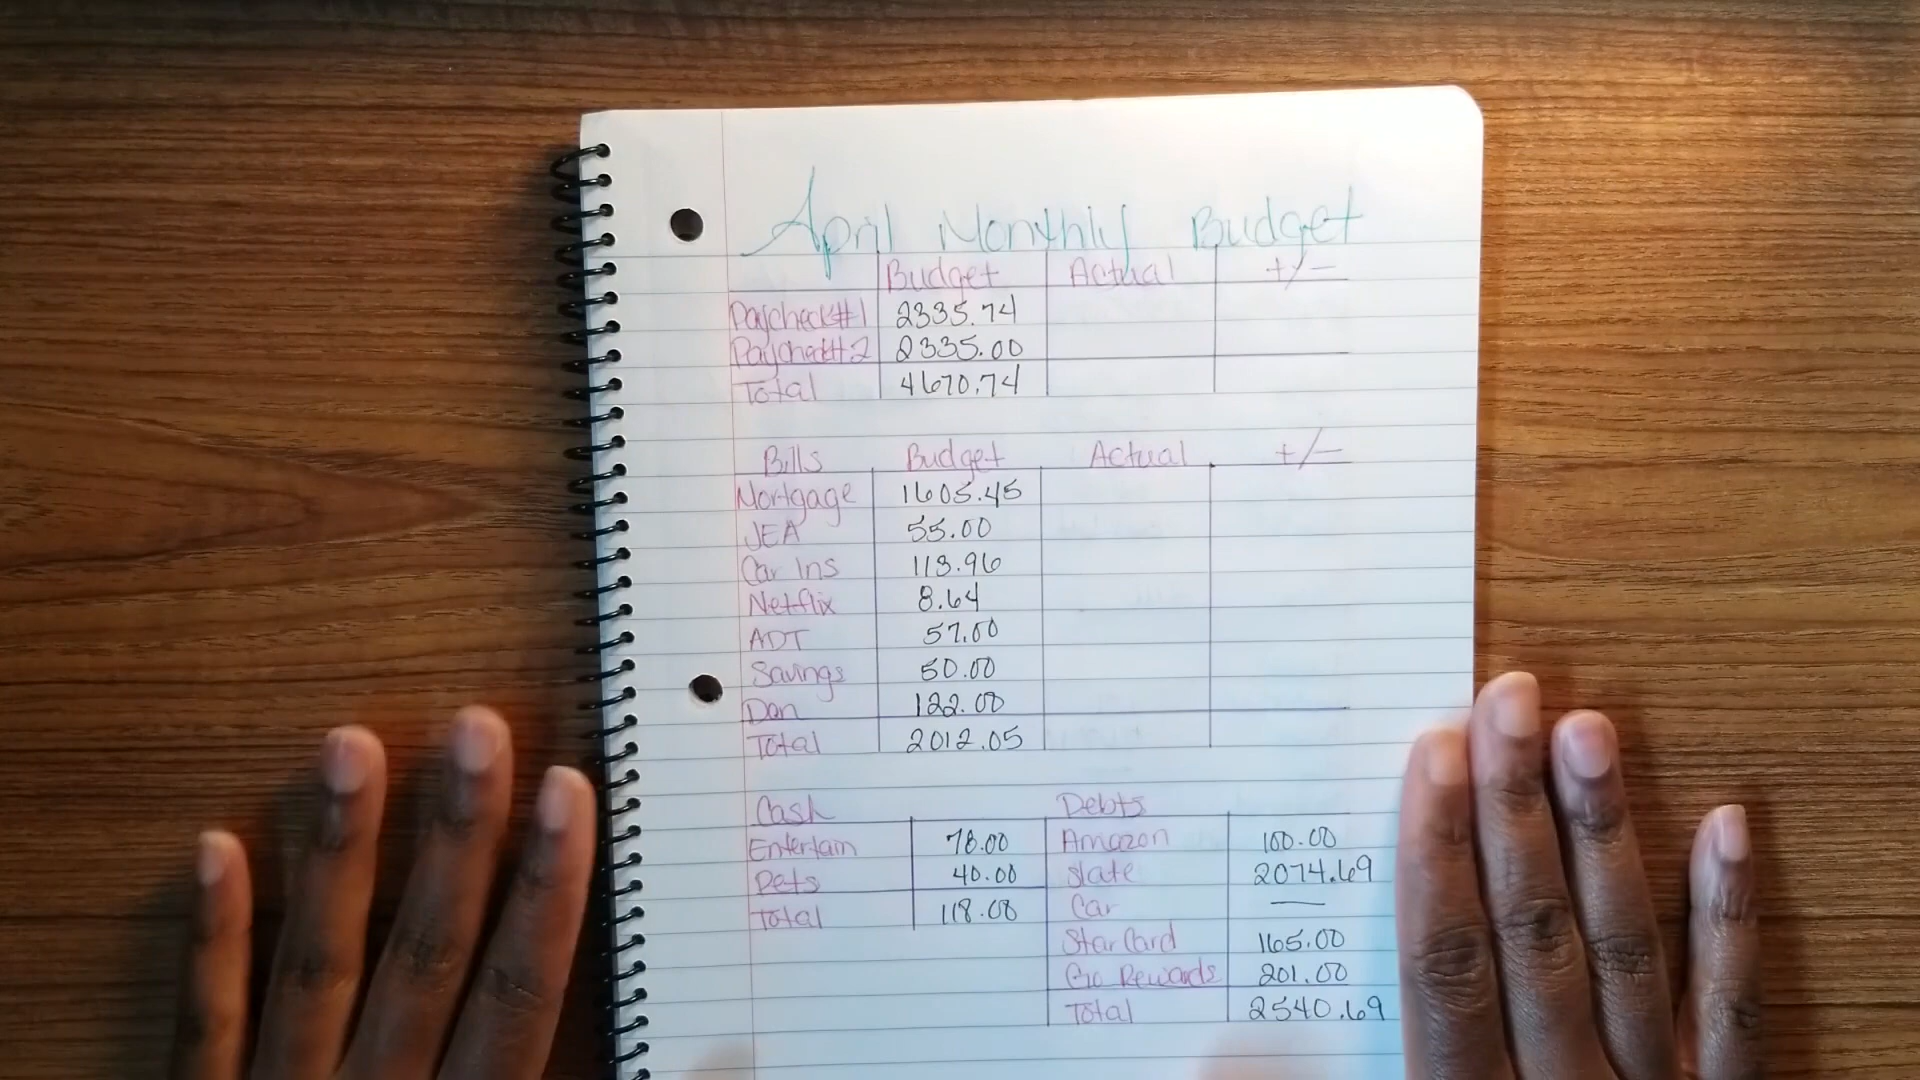 April Monthly Budget
Budget Actual +/-
Paycheck#1 2335.74
Paycheck#2 2335.00
Total 4670.74
Bills Budget Actual +/-
Mortgage 1605.45
JEA 55.00
Car Ins 113.96
Netflix 8.64
ADT 57.00
Savings 50.00
Dan 122.00
Total 2012.05
Cash Debts
Entertain 78.00 Amazon 100.00
Pets 40.00 Slate 2074.69
Total 118.00 Car —
Star Card 165.00
Go Rewards 201.00
Total 2540.69